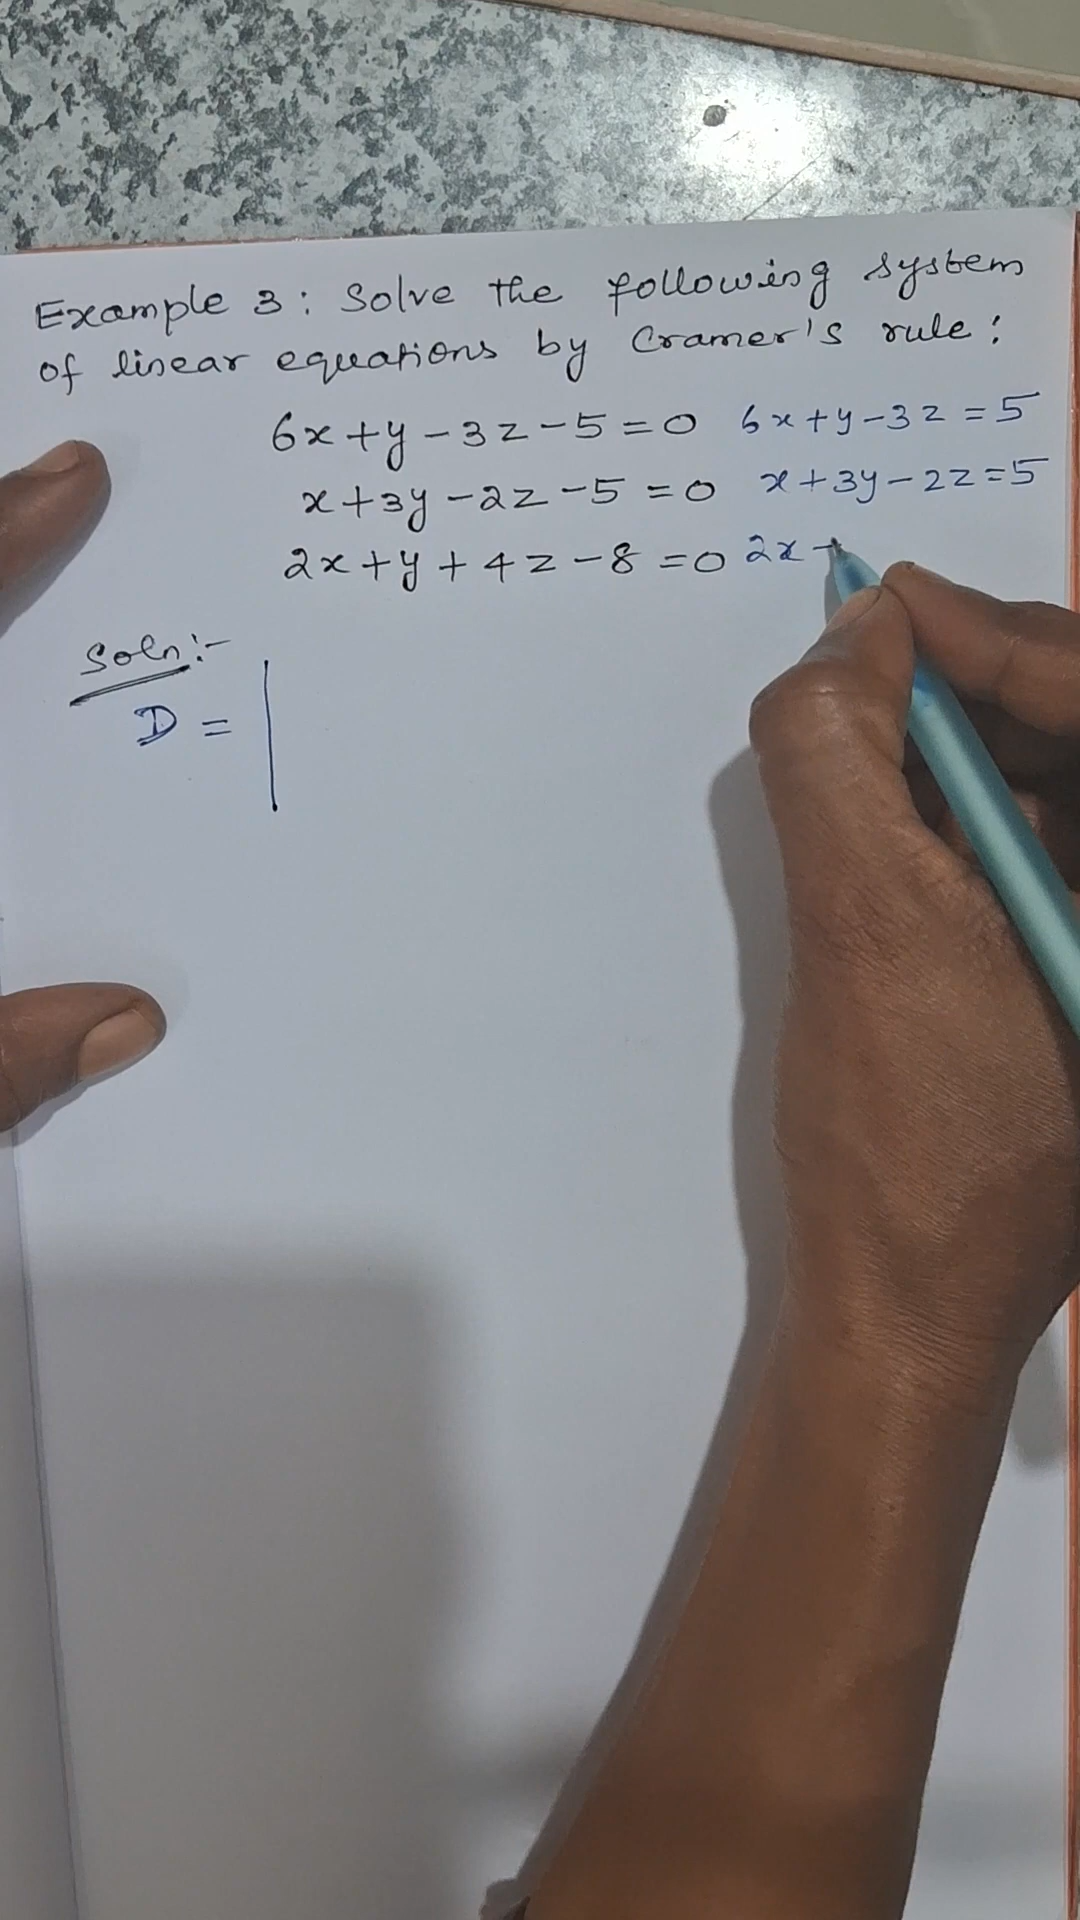 Example 3: Solve the following system
of linear equations by Cramer's rule:
6x+y-3z-5=0 6x+y-3z=5
x+3y-2z-5=0 x+3y-2z=5
2x+y+4z-8=0 2x+
Soln:-
D = |